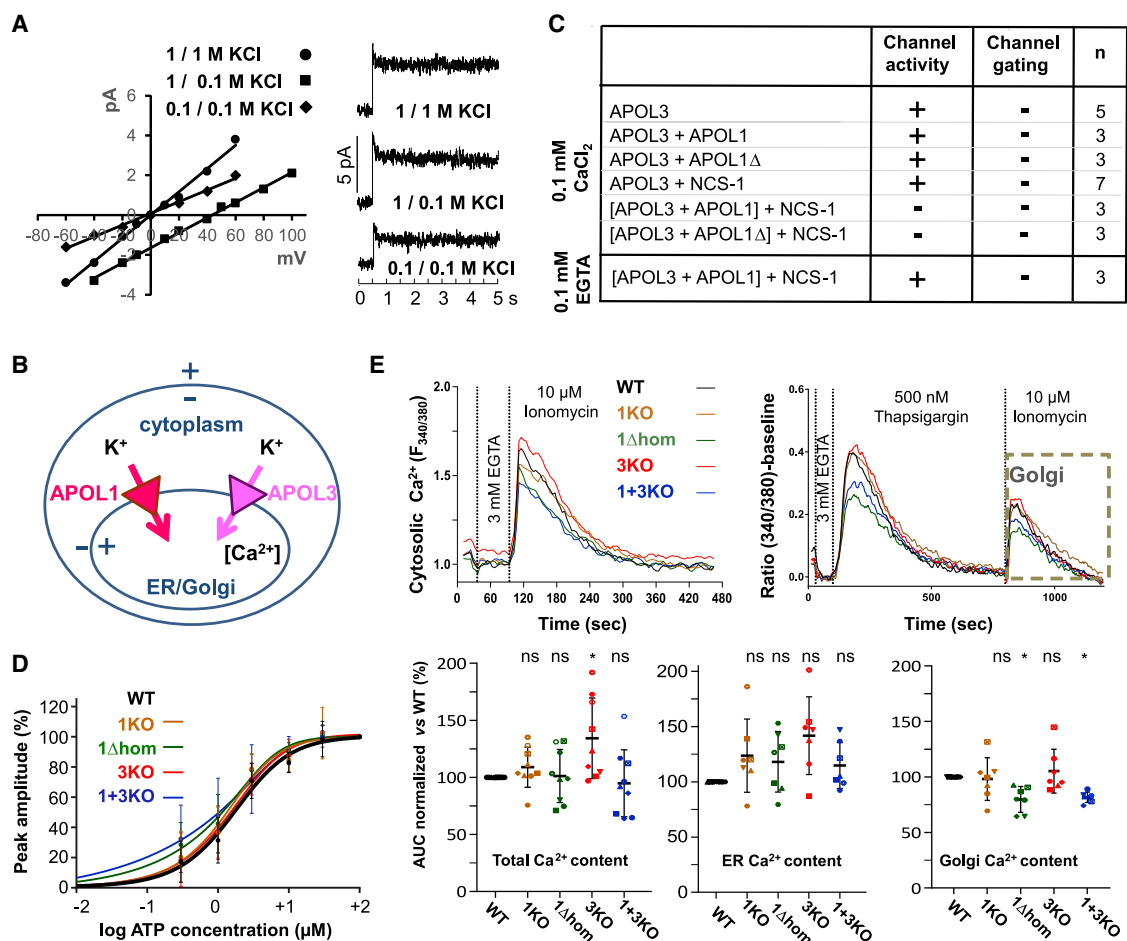 A
1 / 1 M KCl
1 / 0.1 M KCl
0.1 / 0.1 M KCl
pA
6
4
2
0
-4
-80 -60 -40 -20 0 20 40 60 80 100
mV
1 / 1 M KCl
5 pA
1 / 0.1 M KCl
0.1 / 0.1 M KCl
0 1 2 3 4 5 s
C
Channel activity Channel gating n
0.1 mM CaCl2
APOL3 + - 5
APOL3 + APOL1 + - 3
APOL3 + APOL1Δ + - 3
APOL3 + NCS-1 + - 7
[APOL3 + APOL1] + NCS-1 - - 3
[APOL3 + APOL1Δ] + NCS-1 - - 3
0.1 mM EGTA
[APOL3 + APOL1] + NCS-1 + - 3
B
+
-
cytoplasm
K+ K+
APOL1 APOL3
- + [Ca2+]
ER/Golgi
D
WT
1KO
1Δhom
3KO
1+3KO
Peak amplitude (%)
120
100
80
60
40
20
0
-2 -1 0 +1 +2
log ATP concentration (µM)
E
Cytosolic Ca2+ (F340/380)
2.0
1.5
1.0
3 mM EGTA
10 µM
Ionomycin
WT
1KO
1Δhom
3KO
1+3KO
0 60 120 180 240 300 360 420 480
Time (sec)
Ratio (340/380)-baseline
0.6
0.4
0.2
0.0
3 mM EGTA
500 nM
Thapsigargin
10 µM
Ionomycin
Golgi
0 500 1000
Time (sec)
AUC normalized vs WT (%)
200
150
100
50
0
ns ns * ns
Total Ca2+ content
WT 1KO 1Δhom 3KO 1+3KO
200
150
100
50
0
ns ns ns ns
ER Ca2+ content
WT 1KO 1Δhom 3KO 1+3KO
200
150
100
50
0
ns * ns *
Golgi Ca2+ content
WT 1KO 1Δhom 3KO 1+3KO